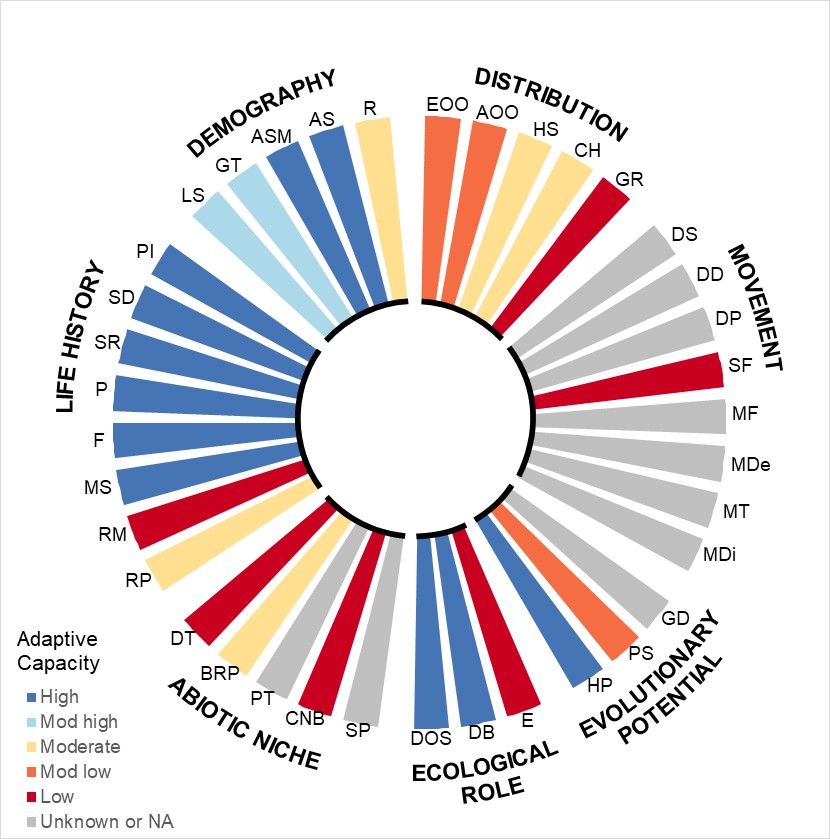 DEMOGRAPHY
LS
GT
ASM
AS
R
DISTRIBUTION
EOO
AOO
HS
CH
GR
MOVEMENT
DS
DD
DP
SF
MF
MDe
MT
MDi
EVOLUTIONARY
POTENTIAL
GD
PS
HP
ECOLOGICAL
ROLE
E
DB
DOS
ABIOTIC NICHE
SP
CNB
PT
BRP
DT
LIFE HISTORY
RP
RM
MS
F
P
SR
SD
PI
Adaptive
Capacity
High
Mod high
Moderate
Mod low
Low
Unknown or NA